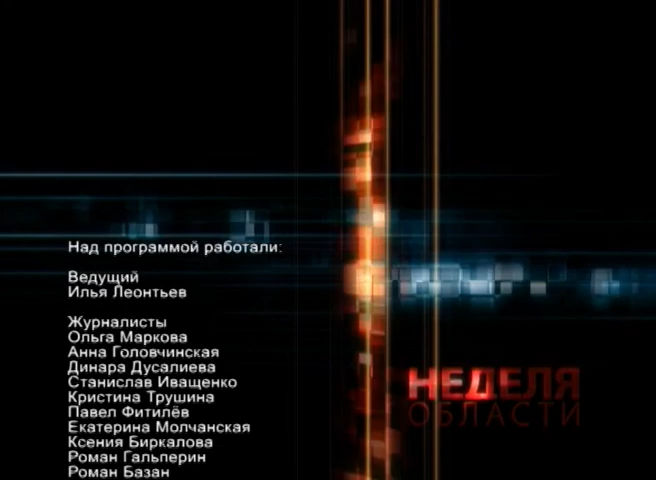 Над программой работали:
Ведущий
Илья Леонтьев
Журналисты
Ольга Маркова
Анна Головчинская
Динара Дусалиева
Станислав Иващенко
Кристина Трушина
Павел Фитилёв
Екатерина Молчанская
Ксения Биркалова
Роман Гальперин
Роман Базан
НЕДЕЛЯ
ОБЛАСТИ